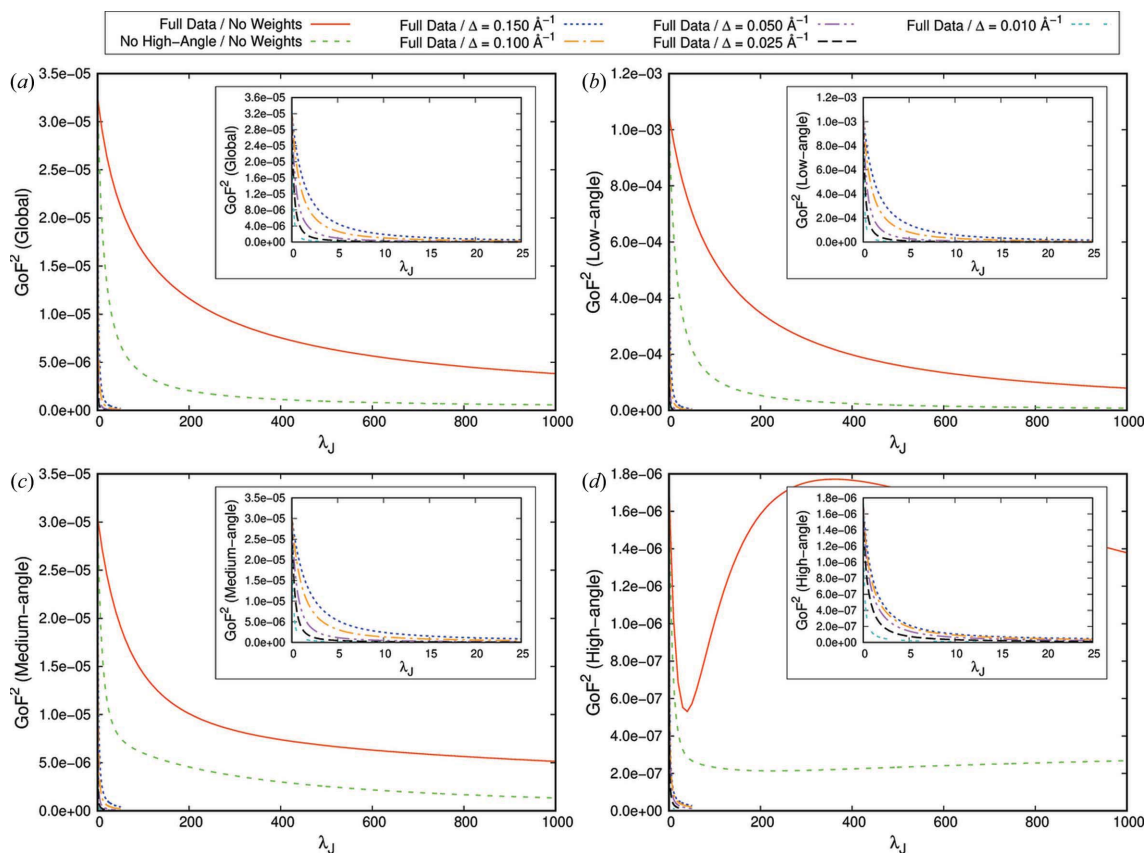 Full Data / No Weights
No High-Angle / No Weights
Full Data / Δ = 0.150 Å⁻¹
Full Data / Δ = 0.100 Å⁻¹
Full Data / Δ = 0.050 Å⁻¹
Full Data / Δ = 0.025 Å⁻¹
Full Data / Δ = 0.010 Å⁻¹
(a)
GoF² (Global)
3.5e−05
3.0e−05
2.5e−05
2.0e−05
1.5e−05
1.0e−05
5.0e−06
0.0e+00
0 200 400 600 800 1000
λ_J
GoF² (Global)
3.6e−05
3.2e−05
2.8e−05
2.4e−05
2.0e−05
1.6e−05
1.2e−05
8.0e−06
4.0e−06
0.0e+00
0 5 10 15 20 25
λ_J
(b)
GoF² (Low−angle)
1.2e−03
1.0e−03
8.0e−04
6.0e−04
4.0e−04
2.0e−04
0.0e+00
0 200 400 600 800 1000
λ_J
GoF² (Low−angle)
1.2e−03
1.0e−03
8.0e−04
6.0e−04
4.0e−04
2.0e−04
0.0e+00
0 5 10 15 20 25
λ_J
(c)
GoF² (Medium−angle)
3.5e−05
3.0e−05
2.5e−05
2.0e−05
1.5e−05
1.0e−05
5.0e−06
0.0e+00
0 200 400 600 800 1000
λ_J
GoF² (Medium−angle)
3.5e−05
3.0e−05
2.5e−05
2.0e−05
1.5e−05
1.0e−05
5.0e−06
0.0e+00
0 5 10 15 20 25
λ_J
(d)
GoF² (High−angle)
1.8e−06
1.6e−06
1.4e−06
1.2e−06
1.0e−06
8.0e−07
6.0e−07
4.0e−07
2.0e−07
0.0e+00
0 200 400 600 800 1000
λ_J
GoF² (High−angle)
1.8e−06
1.6e−06
1.4e−06
1.2e−06
1.0e−06
8.0e−07
6.0e−07
4.0e−07
2.0e−07
0.0e+00
0 5 10 15 20 25
λ_J